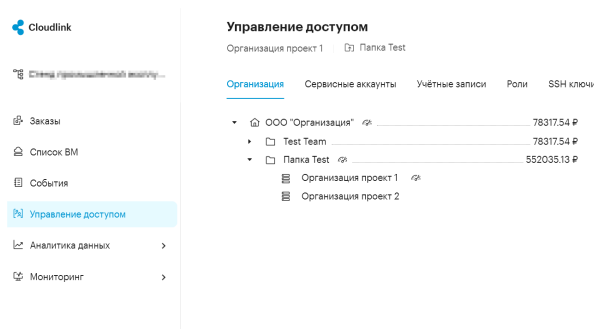 Cloudlink
Управление доступом
Организация проект 1
Папка Test
Организация
Сервисные аккаунты
Учётные записи
Роли
SSH ключи
Заказы
Список ВМ
События
Управление доступом
Аналитика данных
Мониторинг
ООО "Организация" 78317.54 ₽
Test Team 78317.54 ₽
Папка Test 552035.13 ₽
Организация проект 1
Организация проект 2